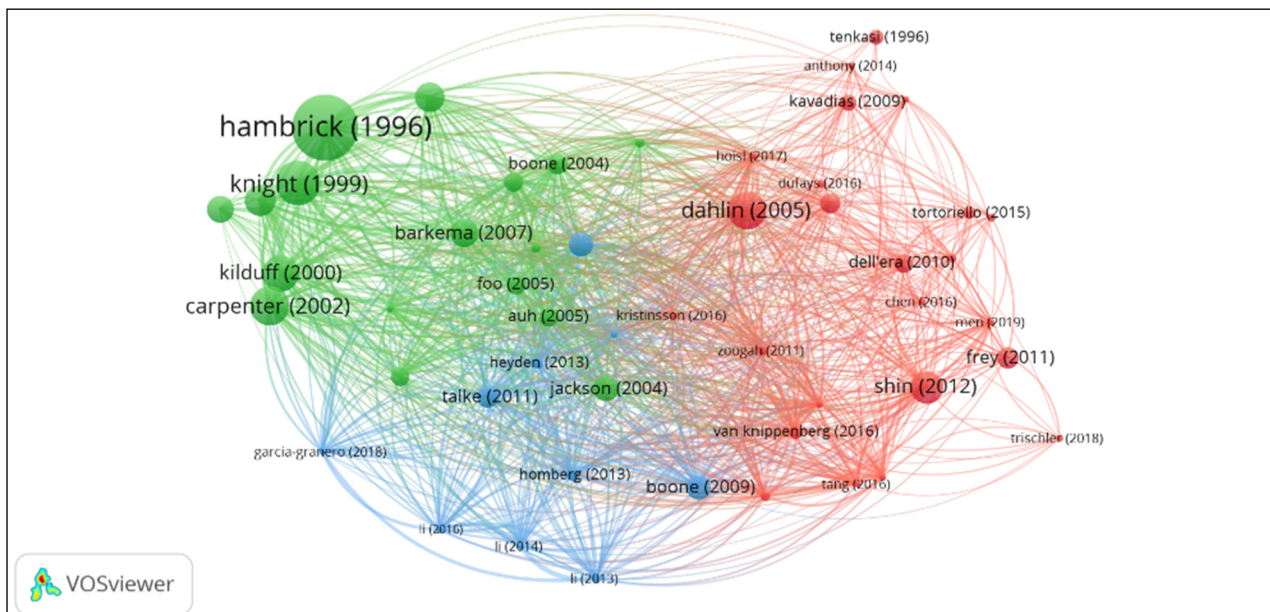 tenkasi (1996)
anthony (2014)
kavadias (2009)
hambrick (1996)
hoisl (2017)
boone (2004)
knight (1999)
dufays (2016)
dahlin (2005)
tortoriello (2015)
barkema (2007)
dell'era (2010)
kilduff (2000)
foo (2005)
chen (2016)
carpenter (2002)
auh (2005)
kristinsson (2016)
men (2019)
zoogah (2011)
heyden (2013)
frey (2011)
jackson (2004)
shin (2012)
talke (2011)
van knippenberg (2016)
trischler (2018)
garcia-granero (2018)
homberg (2013)
tang (2016)
boone (2009)
li (2016)
li (2014)
li (2013)
VOSviewer